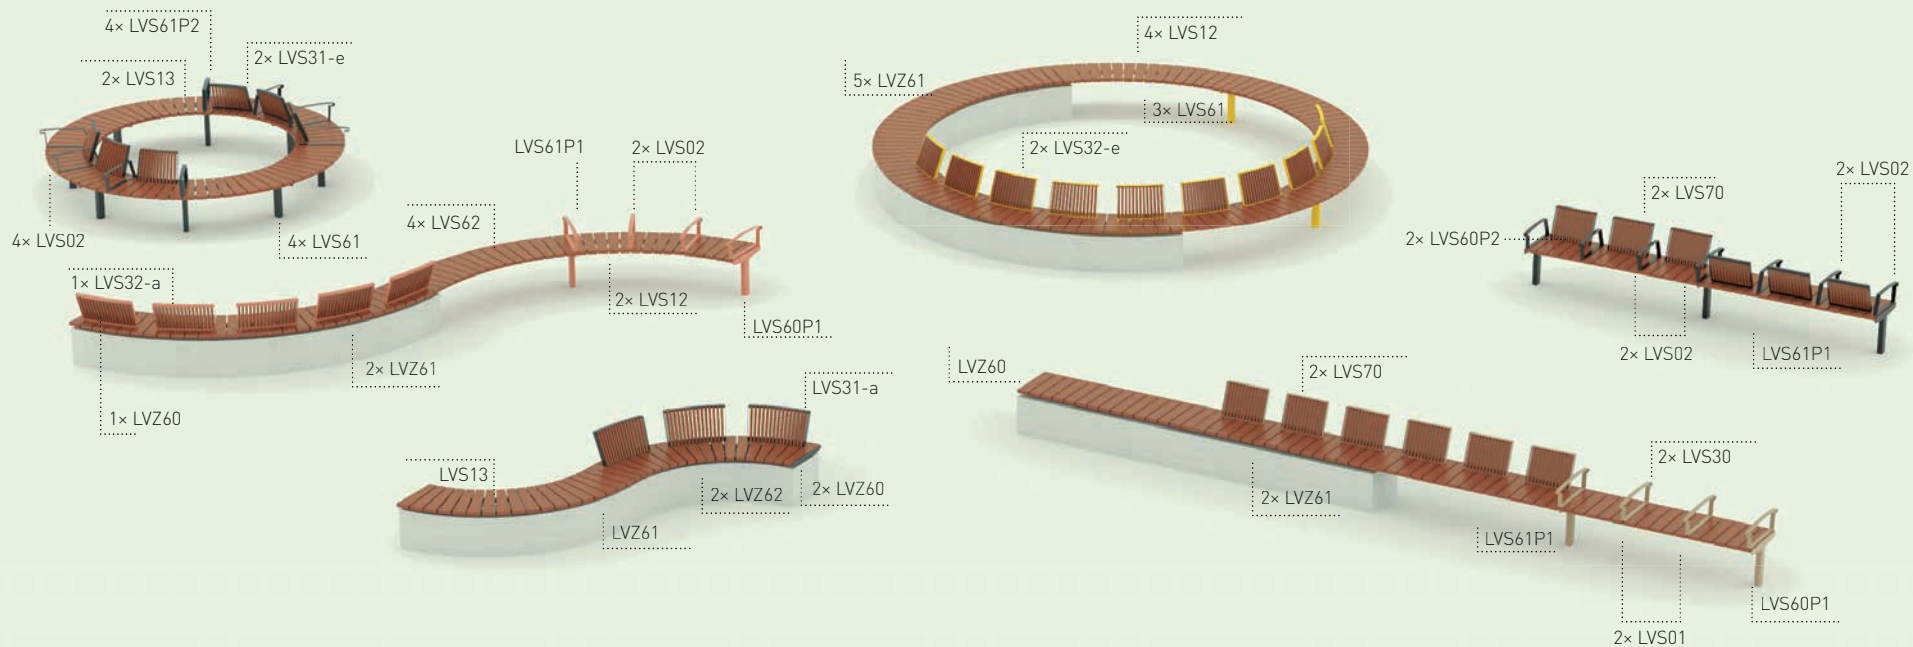 4× LVS61P2
2× LVS31-e
2× LVS13
4× LVS02
4× LVS61
LVS61P1
2× LVS02
4× LVS62
1× LVS32-a
2× LVS12
LVS60P1
2× LVZ61
1× LVZ60
LVS31-a
LVS13
2× LVZ62
2× LVZ60
LVZ61
4× LVS12
5× LVZ61
3× LVS61
2× LVS32-e
2× LVS02
2× LVS70
2× LVS60P2
2× LVS02
LVS61P1
LVZ60
2× LVS70
2× LVS30
2× LVZ61
LVS61P1
LVS60P1
2× LVS01